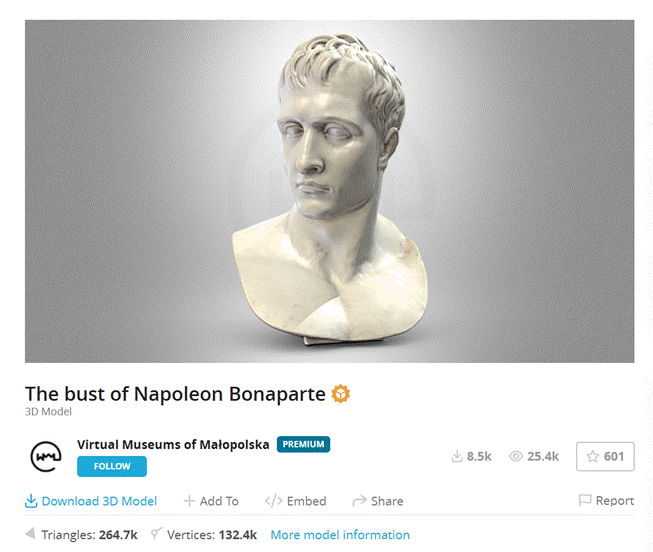 The bust of Napoleon Bonaparte
3D Model
Virtual Museums of Małopolska PREMIUM
FOLLOW
8.5k 25.4k 601
Download 3D Model Add To Embed Share Report
Triangles: 264.7k Vertices: 132.4k More model information